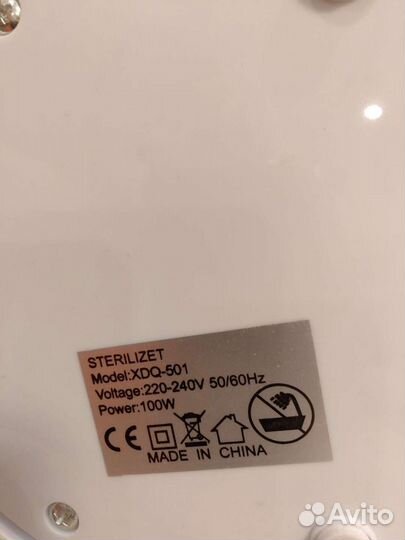 STERILIZET
Model:XDQ-501
Voltage:220-240V 50/60Hz
Power:100W
CE
MADE IN CHINA
Avito